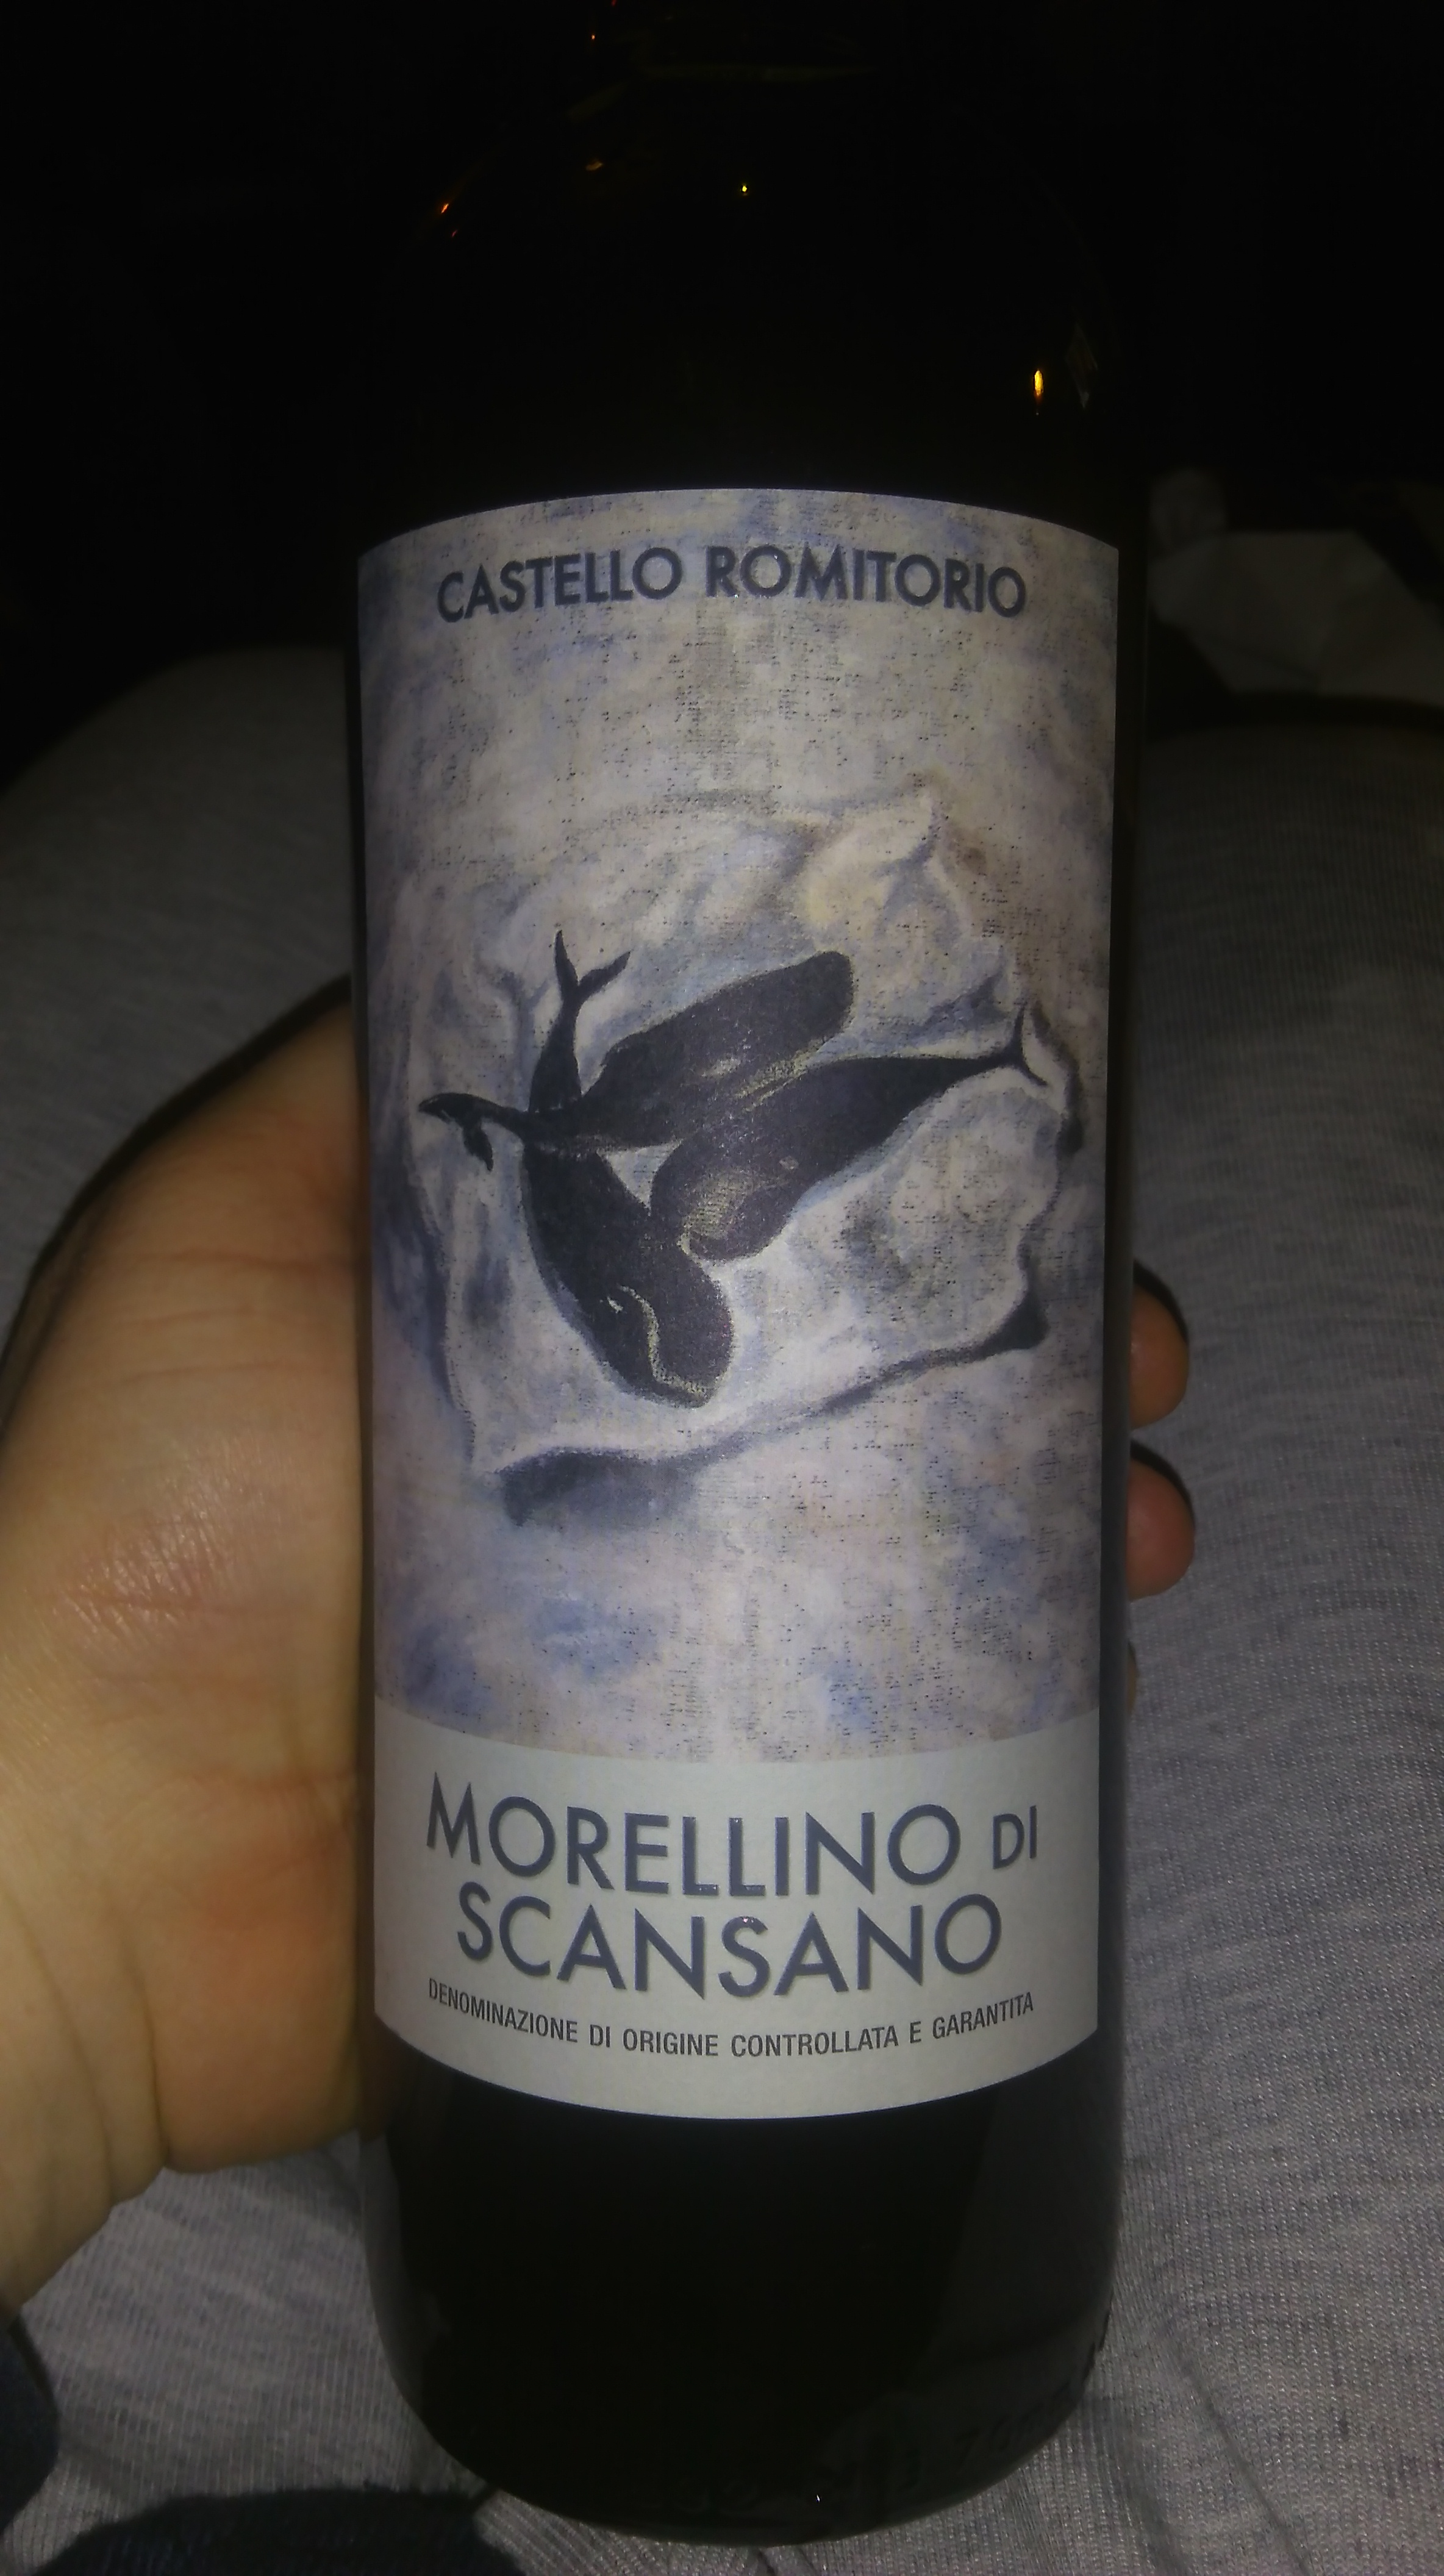 CASTELLO ROMITORIO
MORELLINO DI
SCANSANO
DENOMINAZIONE DI ORIGINE CONTROLLATA E GARANTITA